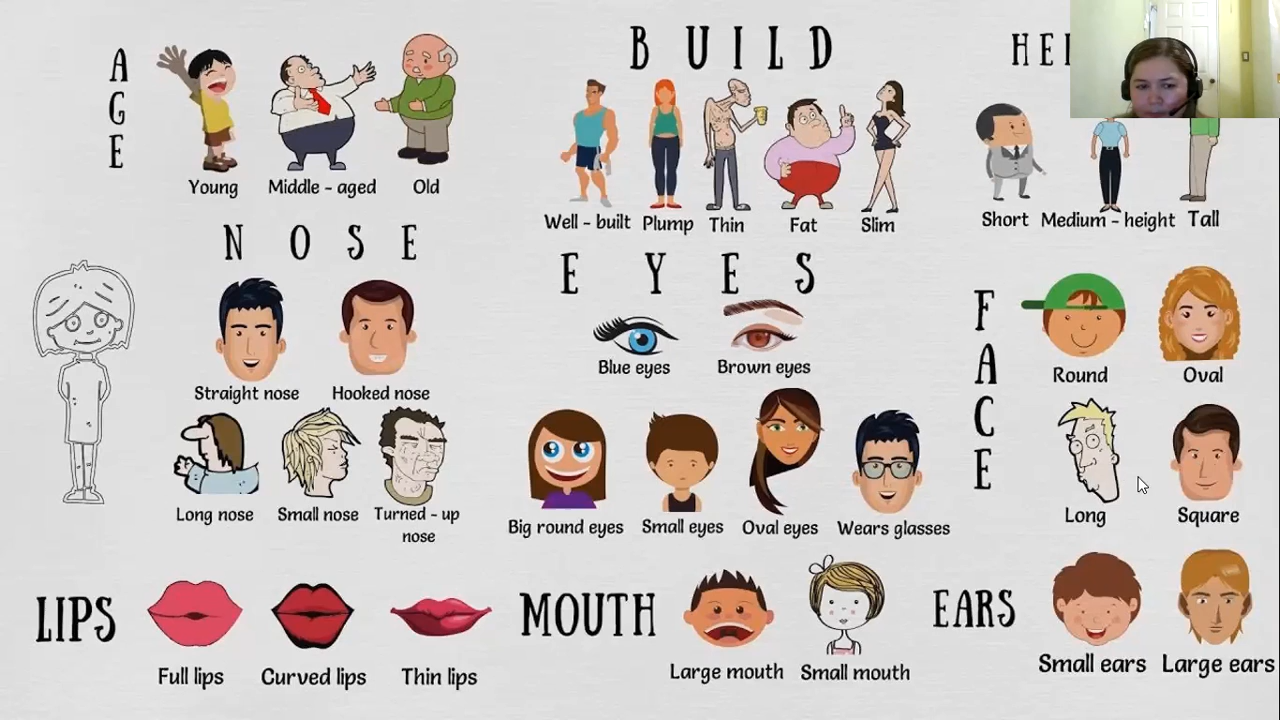 AGE
Young Middle - aged Old
BUILD
Well - built Plump Thin Fat Slim
Short Medium - height Tall
NOSE
Straight nose Hooked nose
Long nose Small nose Turned - up
nose
EYES
Blue eyes Brown eyes
Big round eyes Small eyes Oval eyes Wears glasses
FACE
Round Oval
Long Square
LIPS
Full lips Curved lips Thin lips
MOUTH
Large mouth Small mouth
EARS
Small ears Large ears